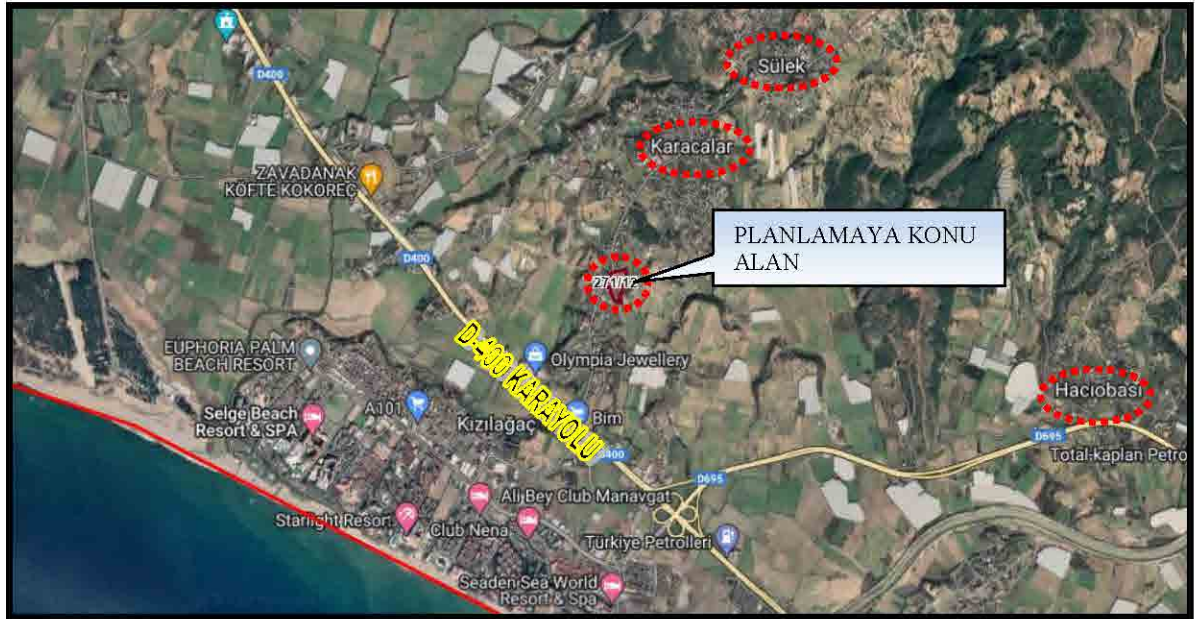 D400
Sülek
Karacalar
ZAVADANAK
KÖFTE KOKOREÇ
PLANLAMAYA KONU
ALAN
D400
271/12
D-400 KARAYOLU
EUPHORIA PALM
BEACH RESORT
Olympia Jewellery
Hacıobası
A101
Selge Beach
Resort & SPA
Kızılağaç
Bim
D695
D400
Total-kaplan Petro
D695
Ali Bey Club Manavgat
Starlight Resort
Club Nena
Türkiye Petrolleri
Seaden Sea World
Resort & Spa